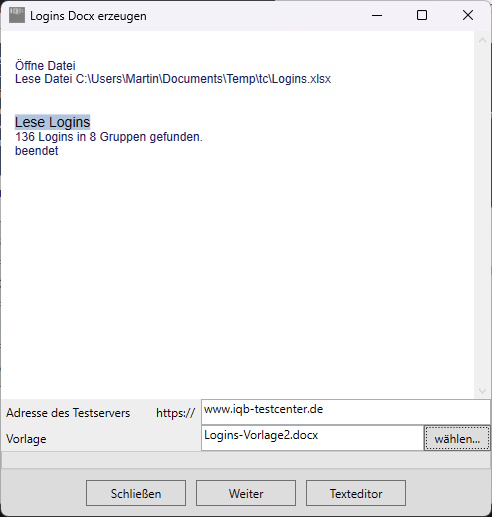 Logins Docx erzeugen
Öffne Datei
Lese Datei C:\Users\Martin\Documents\Temp\tc\Logins.xlsx
Lese Logins
136 Logins in 8 Gruppen gefunden.
beendet
Adresse des Testservers https:// www.iqb-testcenter.de
Vorlage Logins-Vorlage2.docx wählen...
Schließen Weiter Texteditor